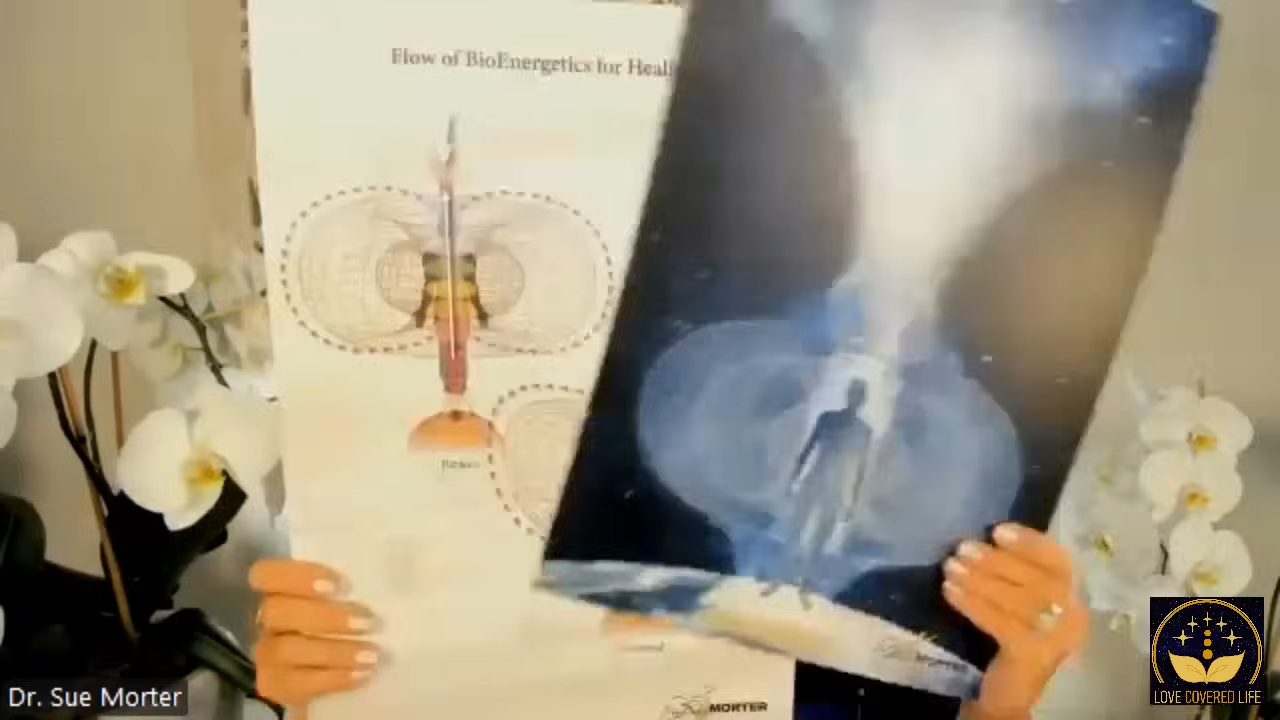 Flow of BioEnergetics for Heal
MORTER
Dr. Sue Morter
LOVE COVERED LIFE